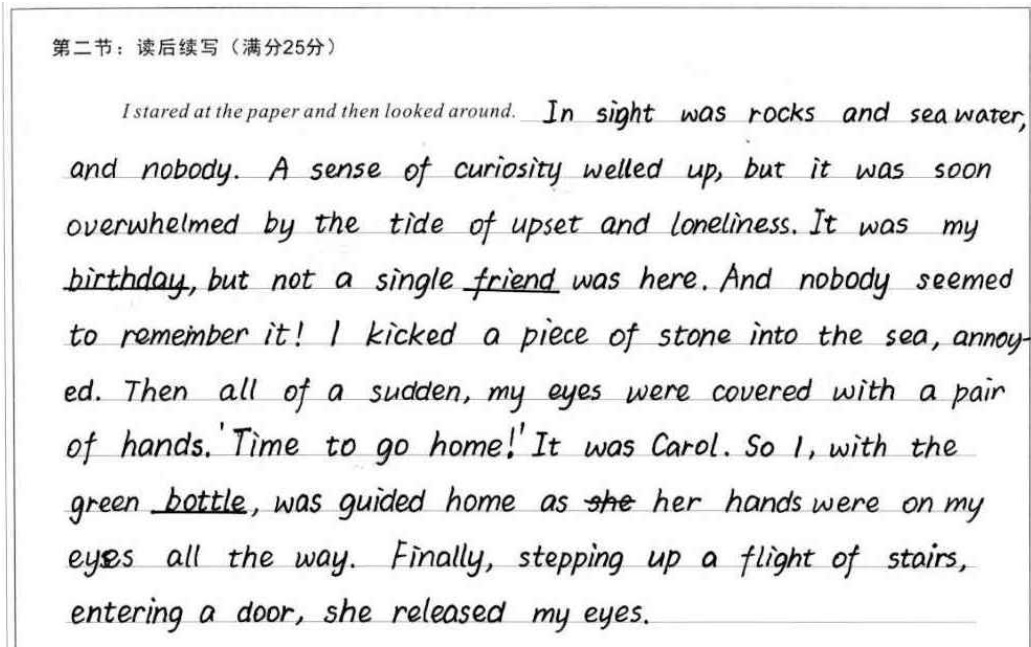 第二节：读后续写（满分25分）
I stared at the paper and then looked around. In sight was rocks and sea water,
and nobody. A sense of curiosity welled up, but it was soon
overwhelmed by the tide of upset and loneliness. It was my
birthday, but not a single friend was here. And nobody seemed
to remember it! I kicked a piece of stone into the sea, annoy-
ed. Then all of a sudden, my eyes were covered with a pair
of hands. 'Time to go home!' It was Carol. So I, with the
green bottle, was guided home as she her hands were on my
eyes all the way. Finally, stepping up a flight of stairs,
entering a door, she released my eyes.